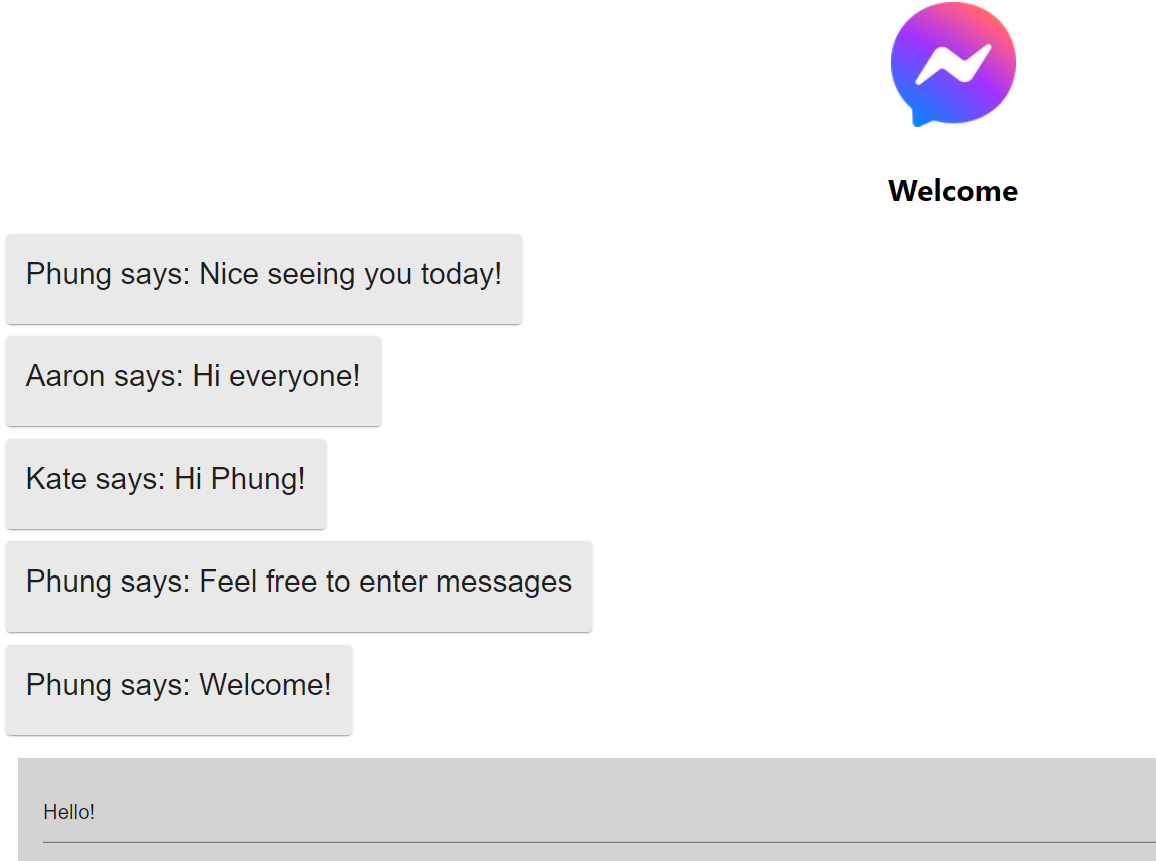 Welcome
Phung says: Nice seeing you today!
Aaron says: Hi everyone!
Kate says: Hi Phung!
Phung says: Feel free to enter messages
Phung says: Welcome!
Hello!